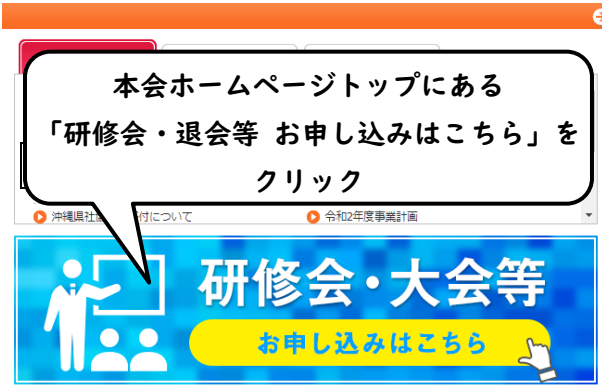 本会ホームページトップにある
「研修会・退会等 お申し込みはこちら」を
クリック
沖縄県社 付について
令和2年度事業計画
研修会・大会等
お申し込みはこちら